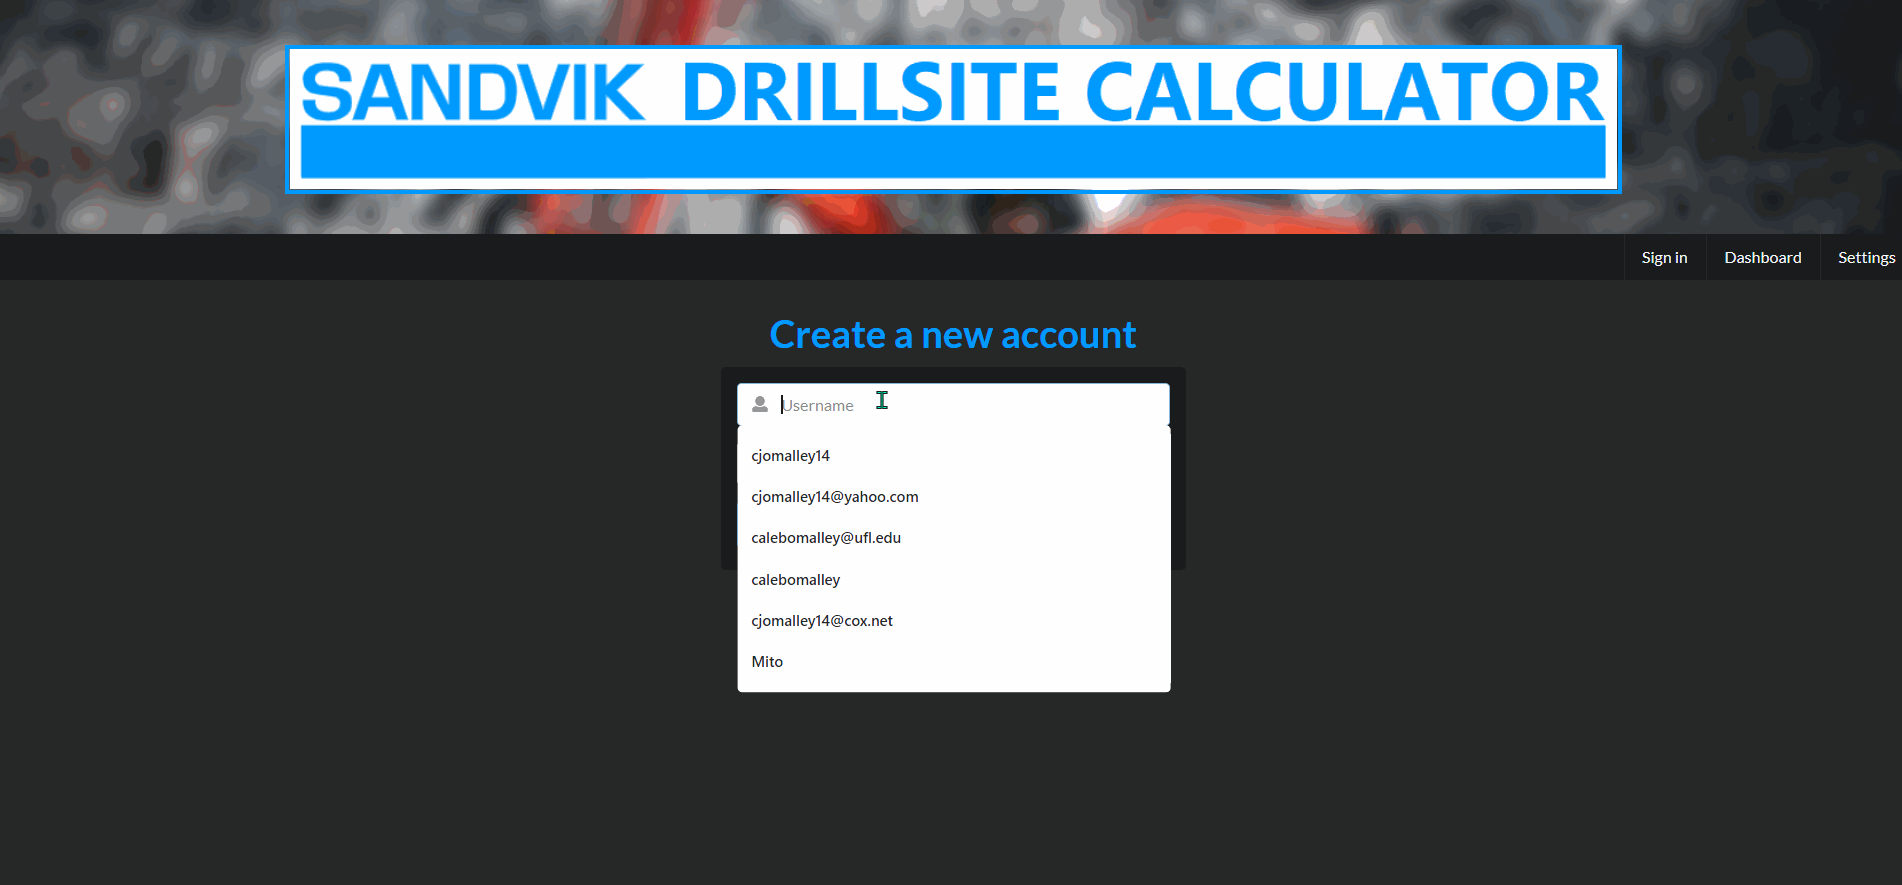 SANDVIK DRILLSITE CALCULATOR
Sign in Dashboard Settings
Create a new account
Username
cjomalley14
cjomalley14@yahoo.com
calebomalley@ufl.edu
calebomalley
cjomalley14@cox.net
Mito